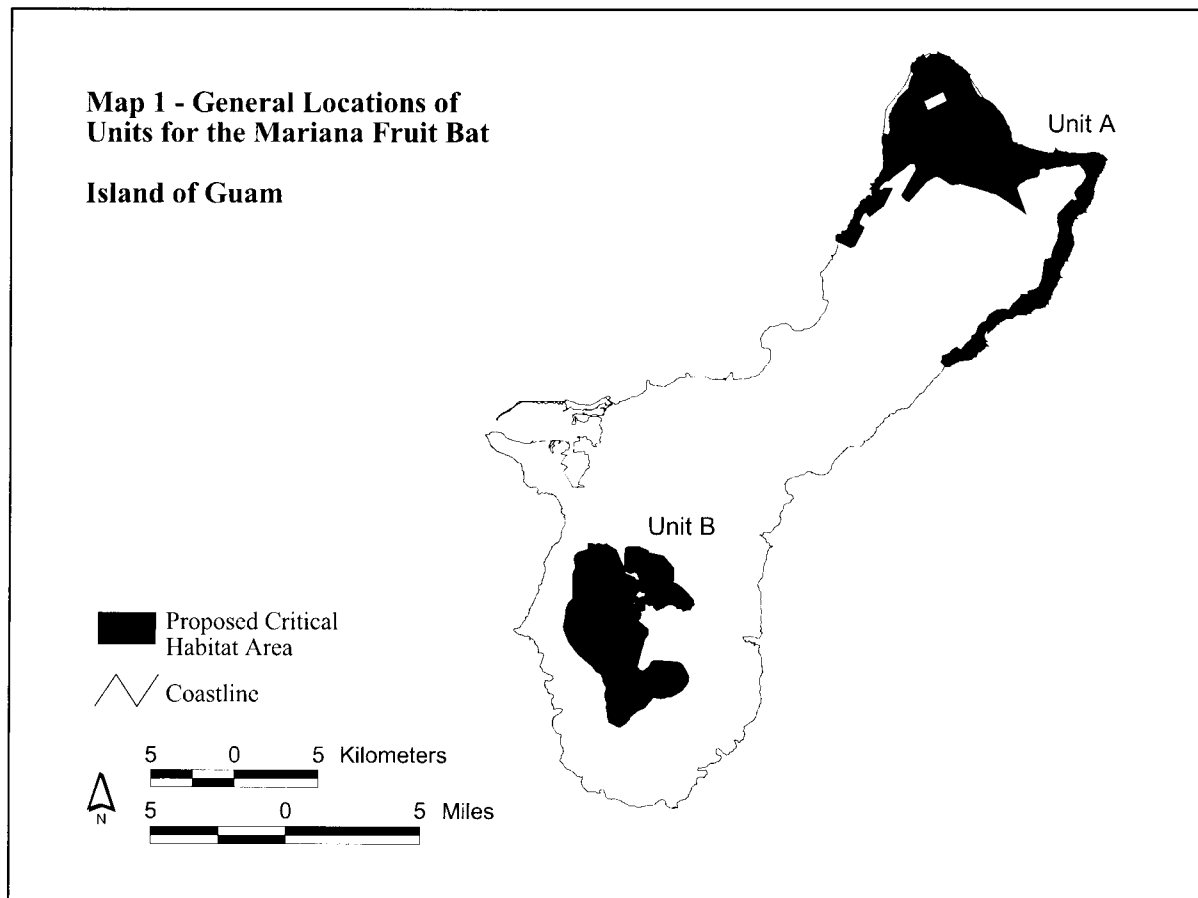 Map 1 - General Locations of
Units for the Mariana Fruit Bat
Island of Guam
Unit A
Unit B
Proposed Critical
Habitat Area
Coastline
5 0 5 Kilometers
5 0 5 Miles
N